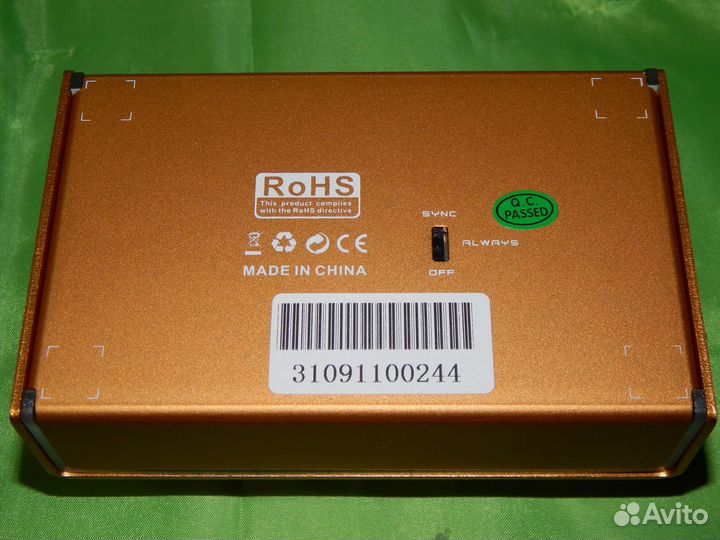 RoHS
This product complies
with the RoHS directive
Q.C.
PASSED
SYNC
ALWAYS
OFF
CE
MADE IN CHINA
31091100244
Avito